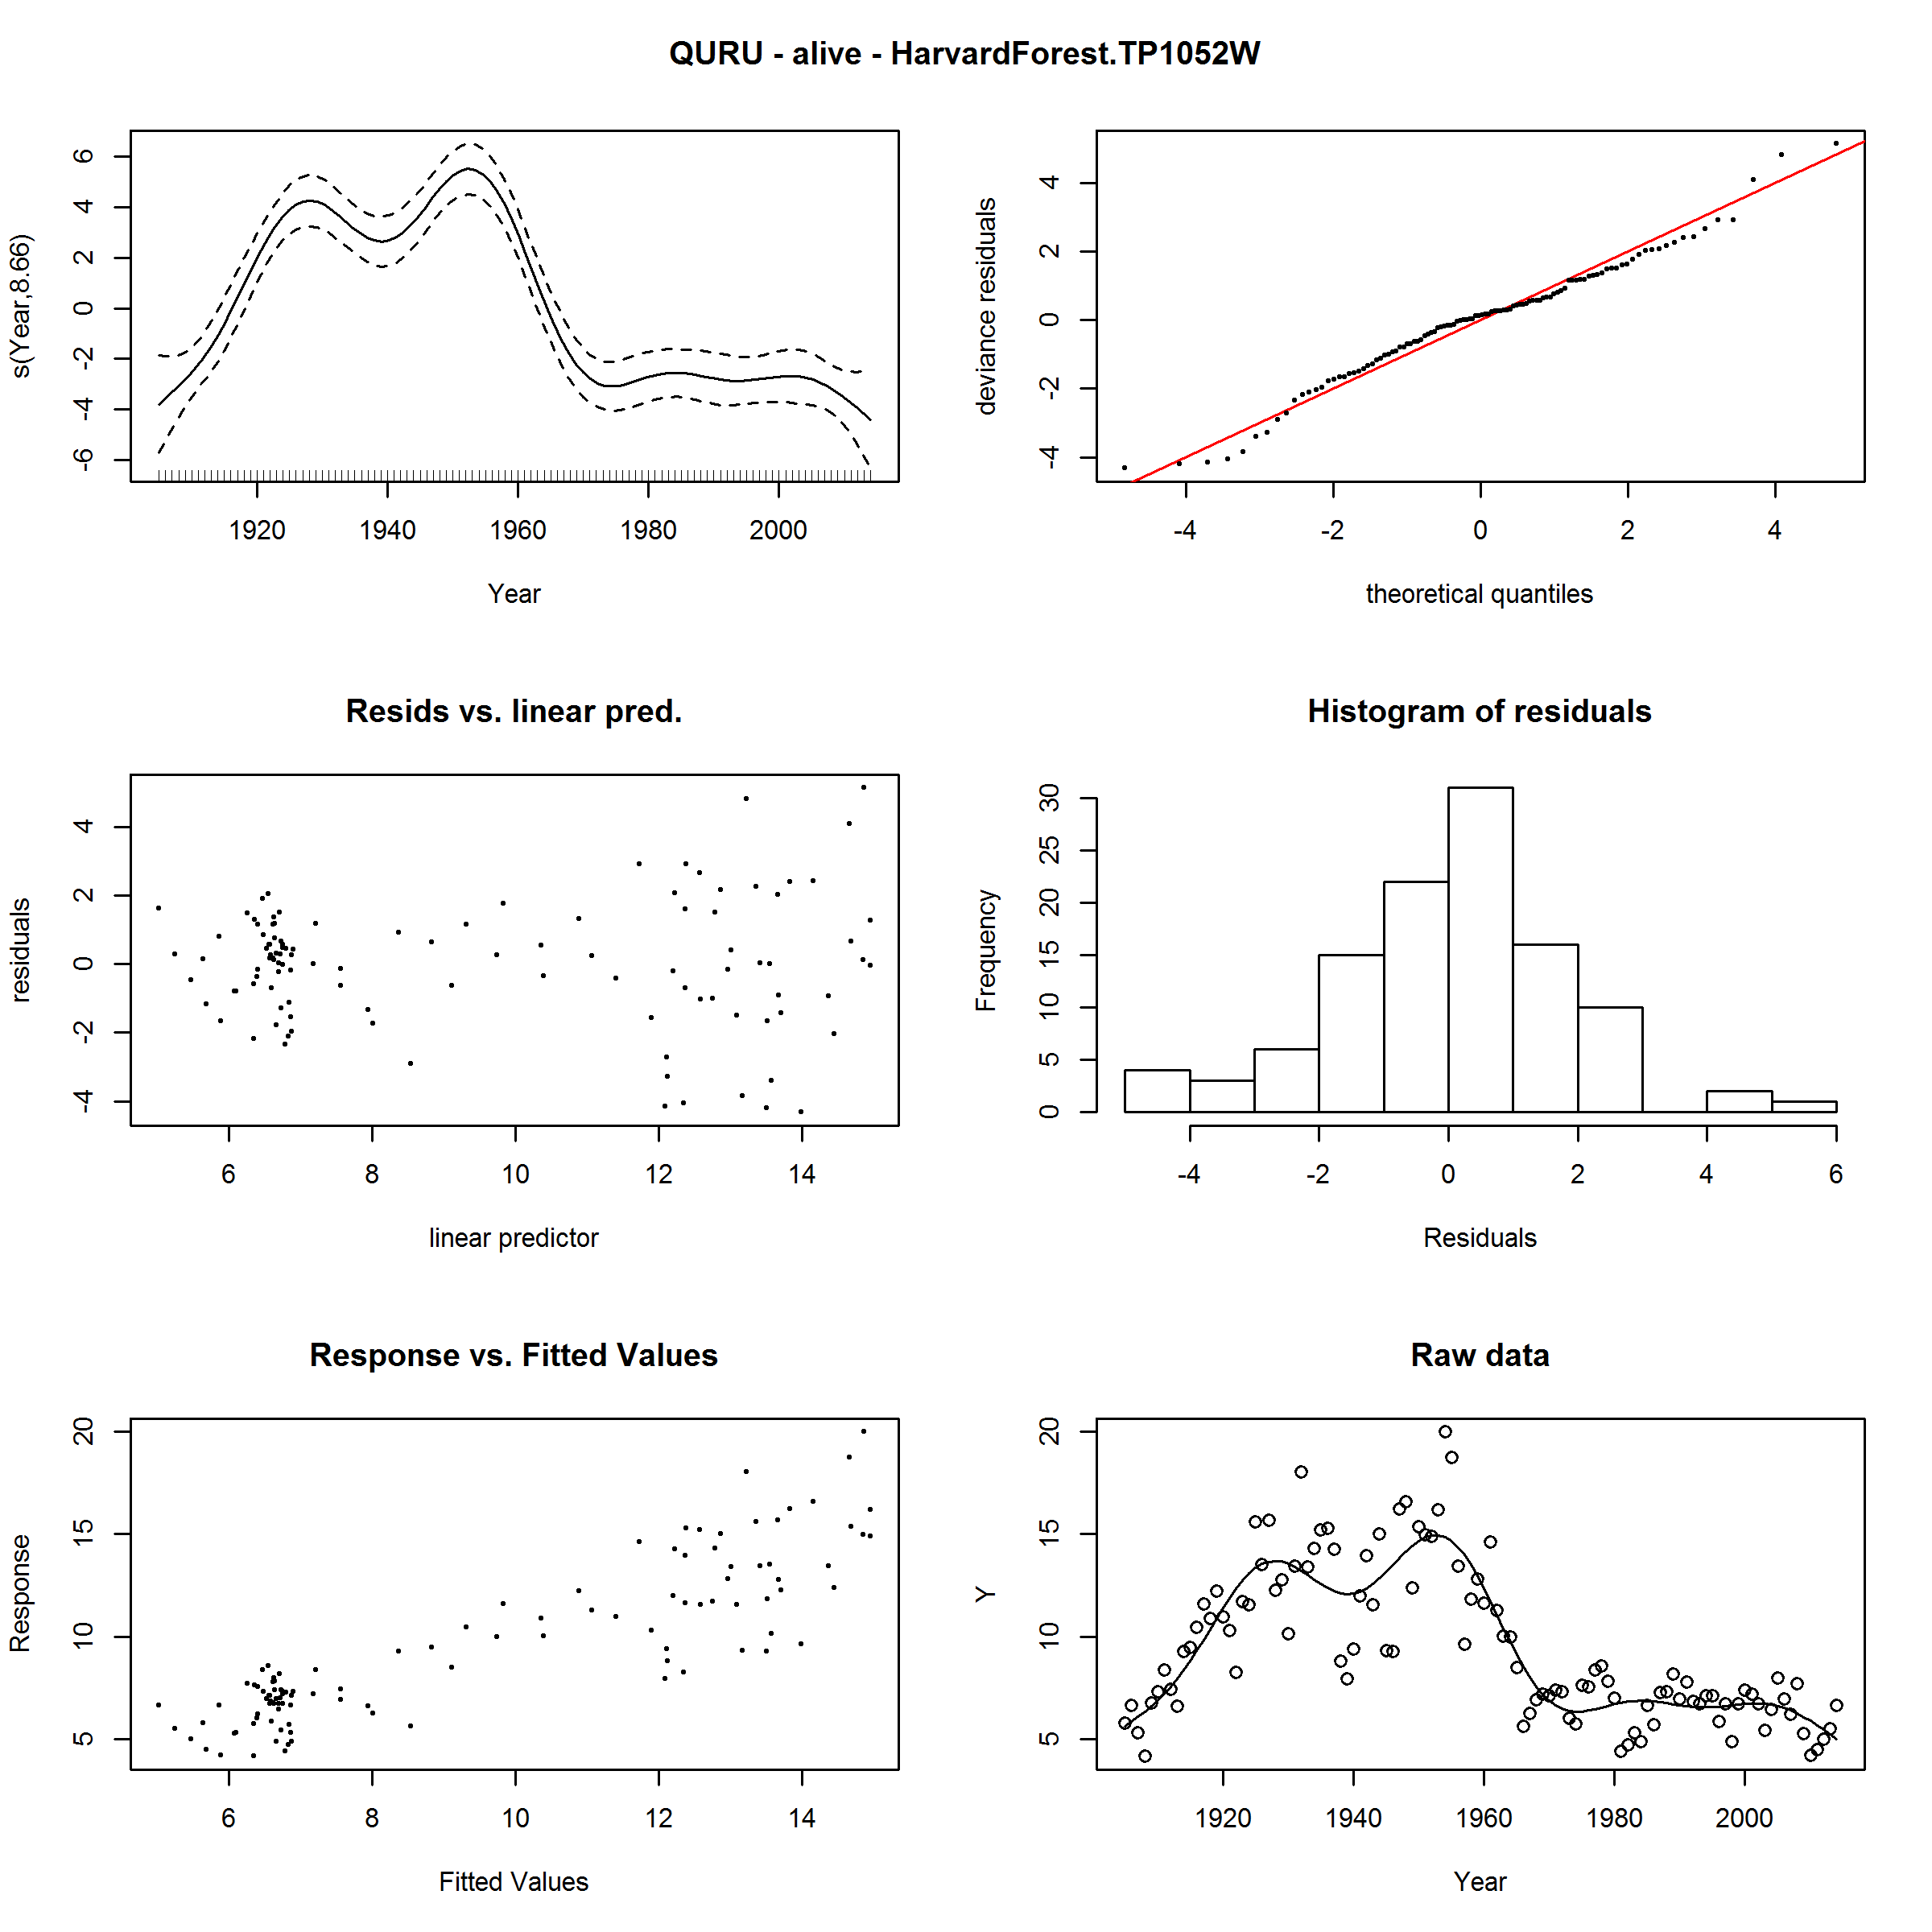 QURU - alive - HarvardForest.TP1052W
s(Year,8.66)
6
4
2
0
-2
-4
-6
1920 1940 1960 1980 2000
Year
deviance residuals
4
2
0
-2
-4
-4 -2 0 2 4
theoretical quantiles
Resids vs. linear pred.
residuals
4
2
0
-2
-4
6 8 10 12 14
linear predictor
Histogram of residuals
Frequency
30
25
20
15
10
5
0
-4 -2 0 2 4 6
Residuals
Response vs. Fitted Values
Response
20
15
10
5
6 8 10 12 14
Fitted Values
Raw data
Y
20
15
10
5
1920 1940 1960 1980 2000
Year